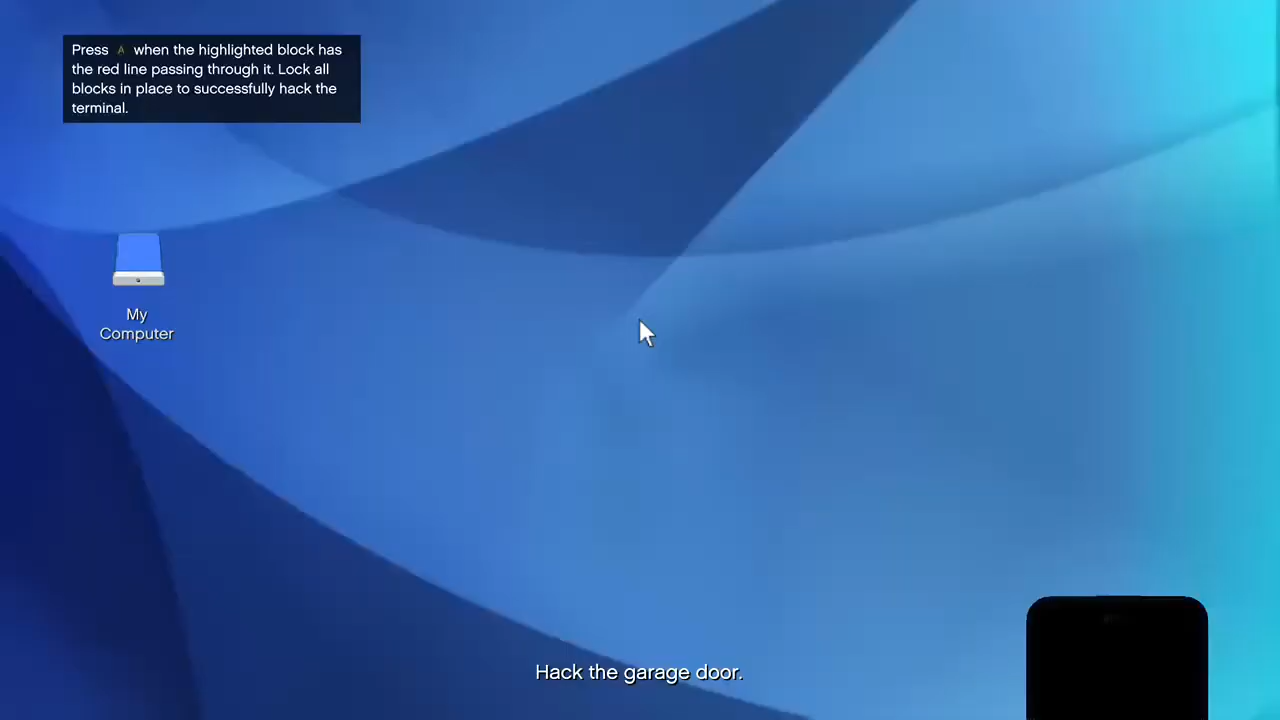 Press A when the highlighted block has
the red line passing through it. Lock all
blocks in place to successfully hack the
terminal.
My
Computer
Hack the garage door.